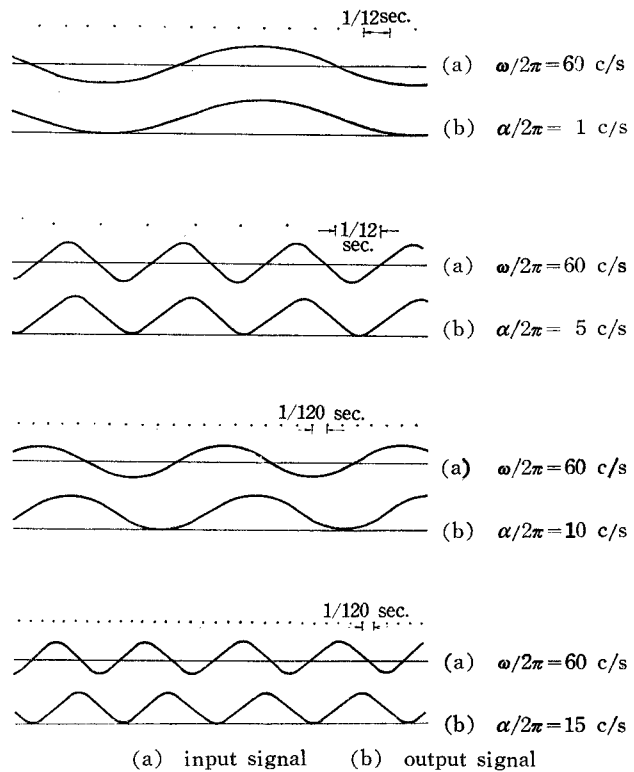 1/12sec.
(a) ω/2π=60 c/s
(b) α/2π= 1 c/s
1/12
sec.
(a) ω/2π=60 c/s
(b) α/2π= 5 c/s
1/120 sec.
(a) ω/2π=60 c/s
(b) α/2π=10 c/s
1/120 sec.
(a) ω/2π=60 c/s
(b) α/2π=15 c/s
(a) input signal (b) output signal